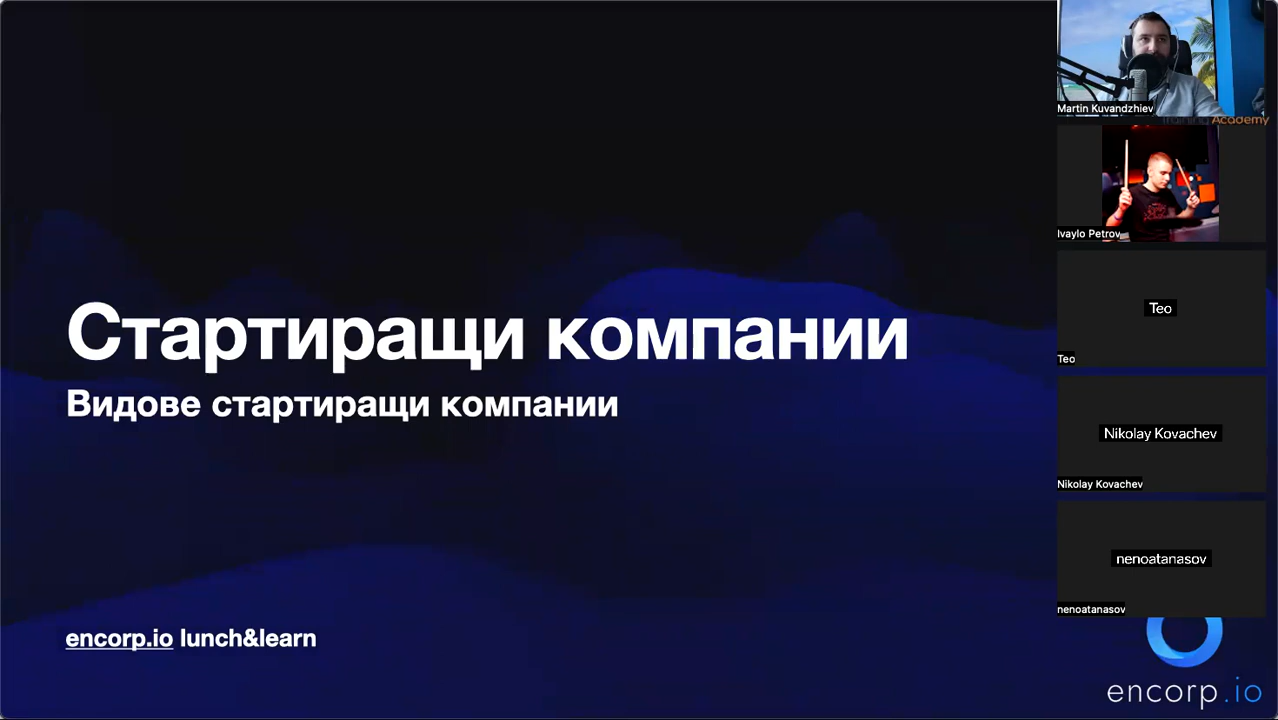 Стартиращи компании
Видове стартиращи компании
encorp.io lunch&learn
Martin Kuvandzhiev
Training Academy
Ivaylo Petrov
Teo
Teo
Nikolay Kovachev
Nikolay Kovachev
nenoatanasov
nenoatanasov
encorp.io